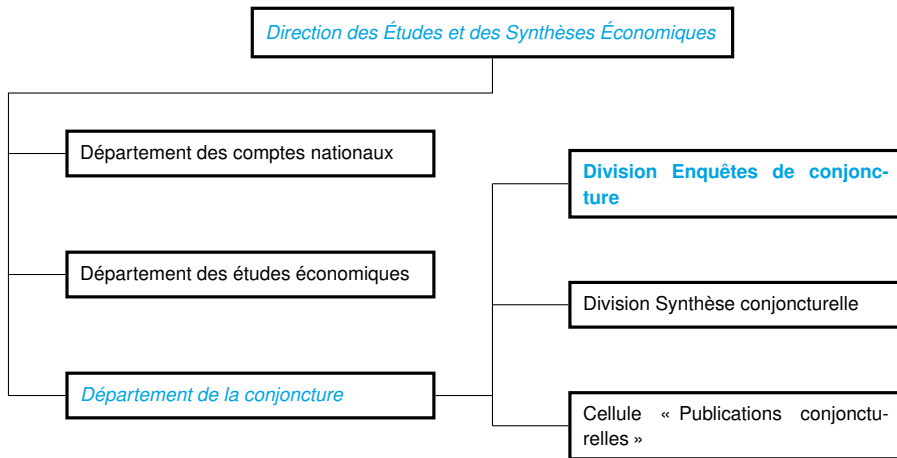 Direction des Études et des Synthèses Économiques
Département des comptes nationaux
Département des études économiques
Département de la conjoncture
Division Enquêtes de conjonc-
ture
Division Synthèse conjoncturelle
Cellule « Publications conjonctu-
relles »